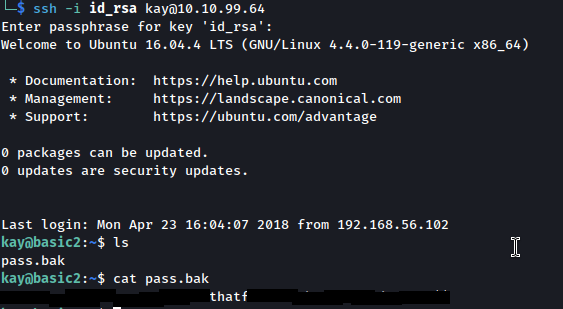 └─$ ssh -i id_rsa kay@10.10.99.64
Enter passphrase for key 'id_rsa':
Welcome to Ubuntu 16.04.4 LTS (GNU/Linux 4.4.0-119-generic x86_64)
* Documentation:  https://help.ubuntu.com
* Management:     https://landscape.canonical.com
* Support:        https://ubuntu.com/advantage
0 packages can be updated.
0 updates are security updates.
Last login: Mon Apr 23 16:04:07 2018 from 192.168.56.102
kay@basic2:~$ ls
pass.bak
kay@basic2:~$ cat pass.bak